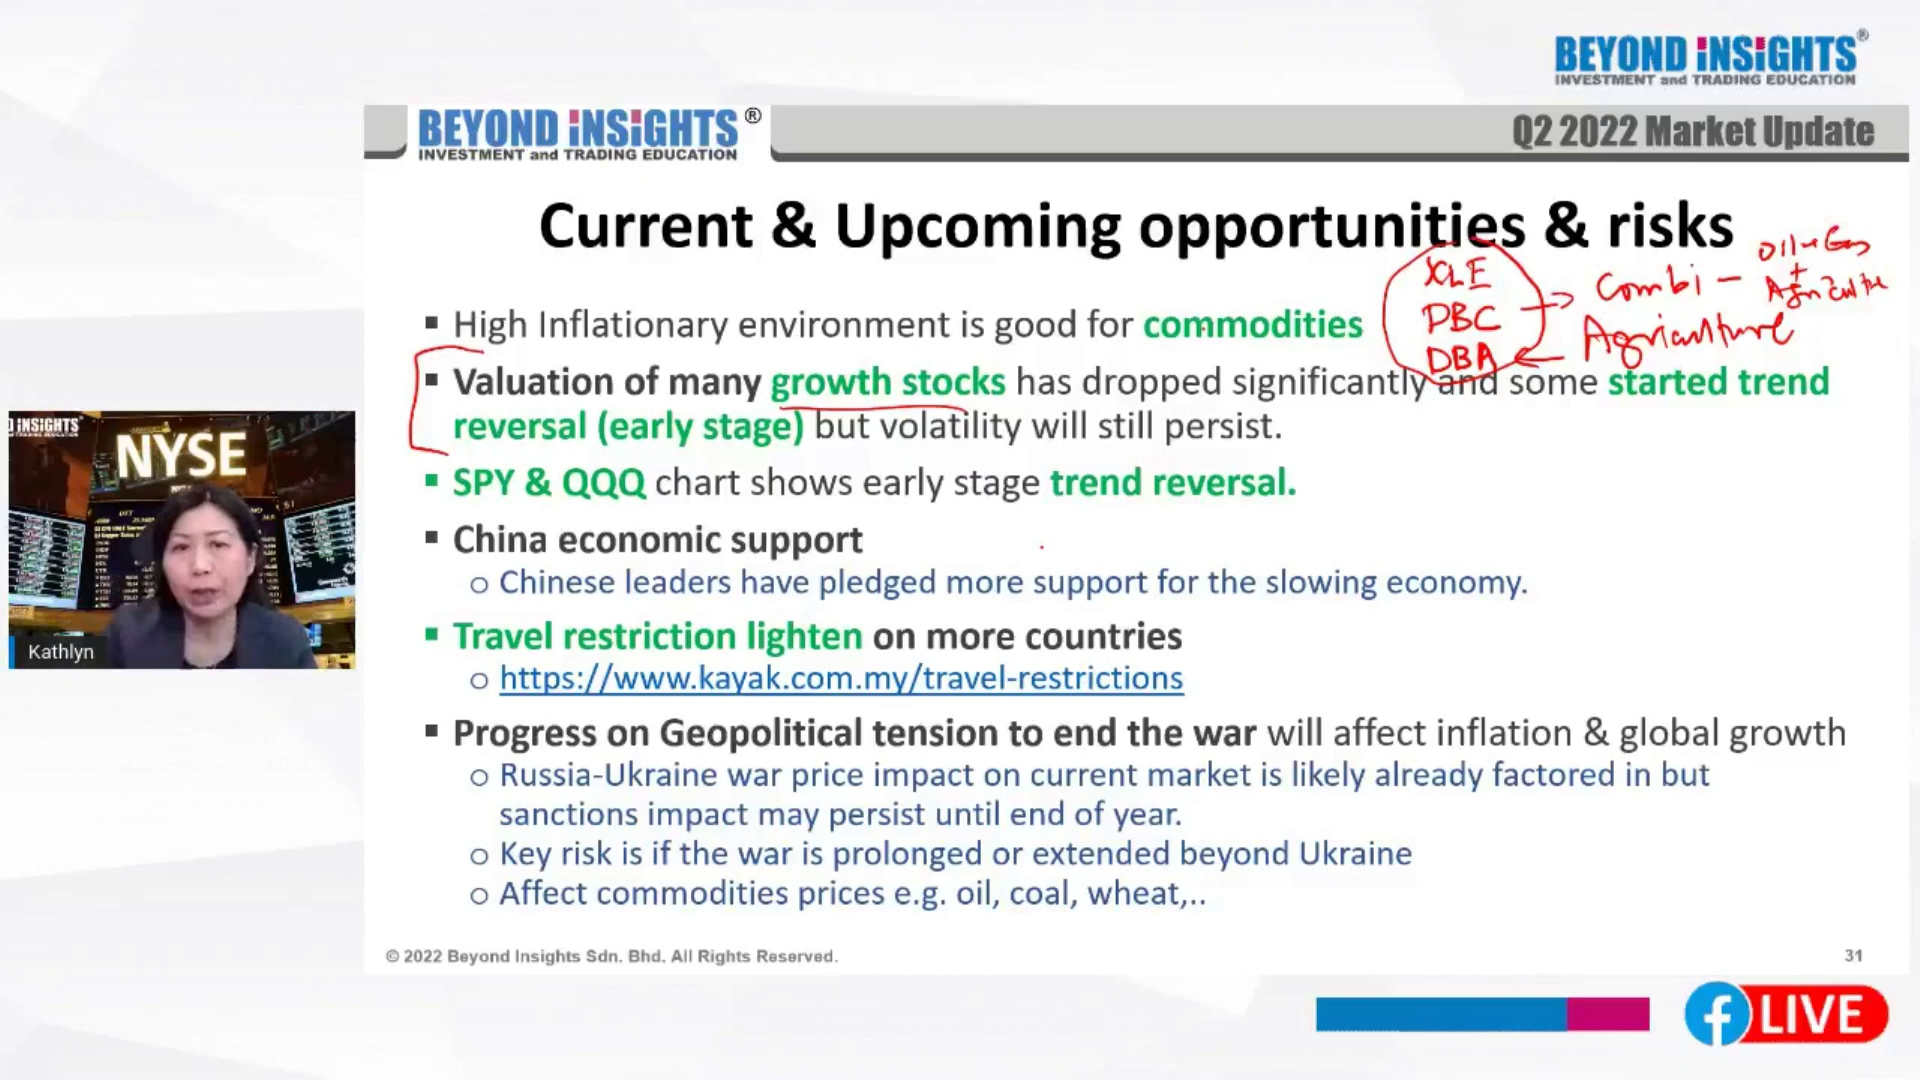 BEYOND iNSiGHTS®
INVESTMENT and TRADING EDUCATION
BEYOND iNSiGHTS®
INVESTMENT and TRADING EDUCATION
Q2 2022 Market Update
Current & Upcoming opportunities & risks
XLE
DBC
DBA
Combi - Oil & Gas
+
Agriculture
Agriculture
▪ High Inflationary environment is good for commodities
▪ Valuation of many growth stocks has dropped significantly and some started trend
reversal (early stage) but volatility will still persist.
▪ SPY & QQQ chart shows early stage trend reversal.
▪ China economic support
o Chinese leaders have pledged more support for the slowing economy.
▪ Travel restriction lighten on more countries
o https://www.kayak.com.my/travel-restrictions
▪ Progress on Geopolitical tension to end the war will affect inflation & global growth
o Russia-Ukraine war price impact on current market is likely already factored in but
sanctions impact may persist until end of year.
o Key risk is if the war is prolonged or extended beyond Ukraine
o Affect commodities prices e.g. oil, coal, wheat,..
iNSiGHTS
NYSE
Kathlyn
© 2022 Beyond Insights Sdn. Bhd. All Rights Reserved.
31
LIVE